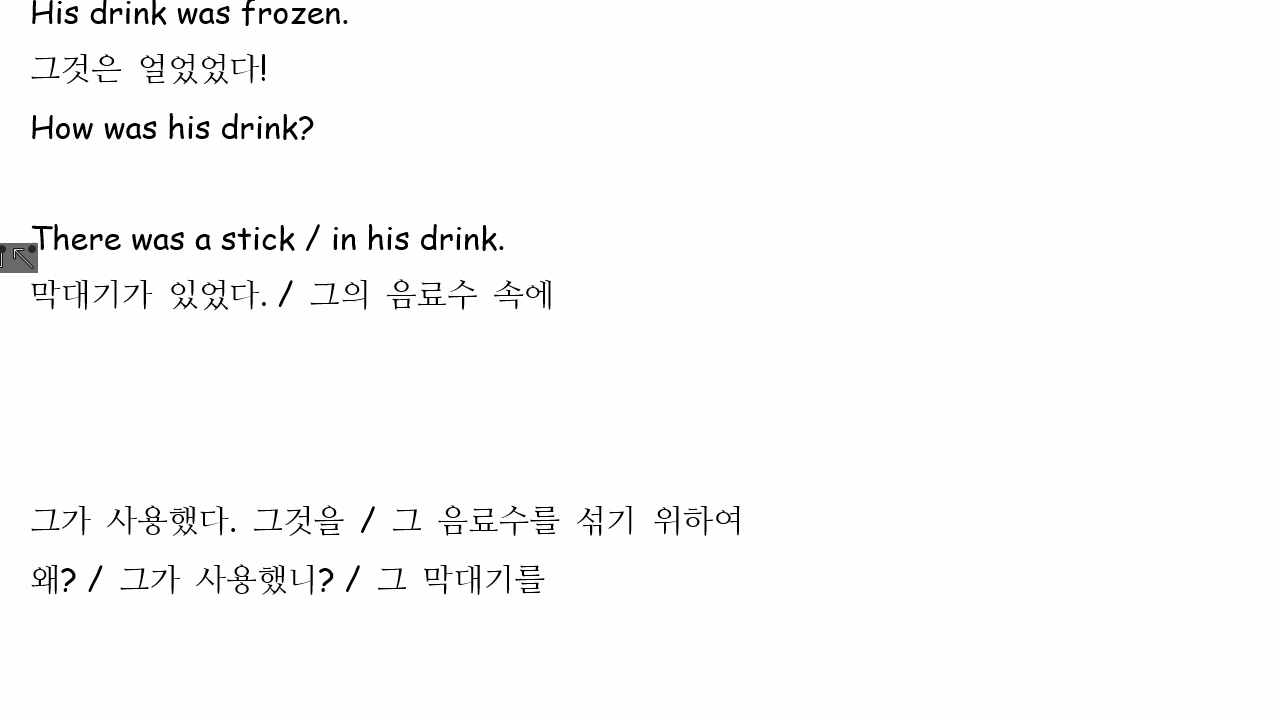 His drink was frozen.
그것은 얼었었다!
How was his drink?
There was a stick / in his drink.
막대기가 있었다. / 그의 음료수 속에
그가 사용했다. 그것을 / 그 음료수를 섞기 위하여
왜? / 그가 사용했니? / 그 막대기를